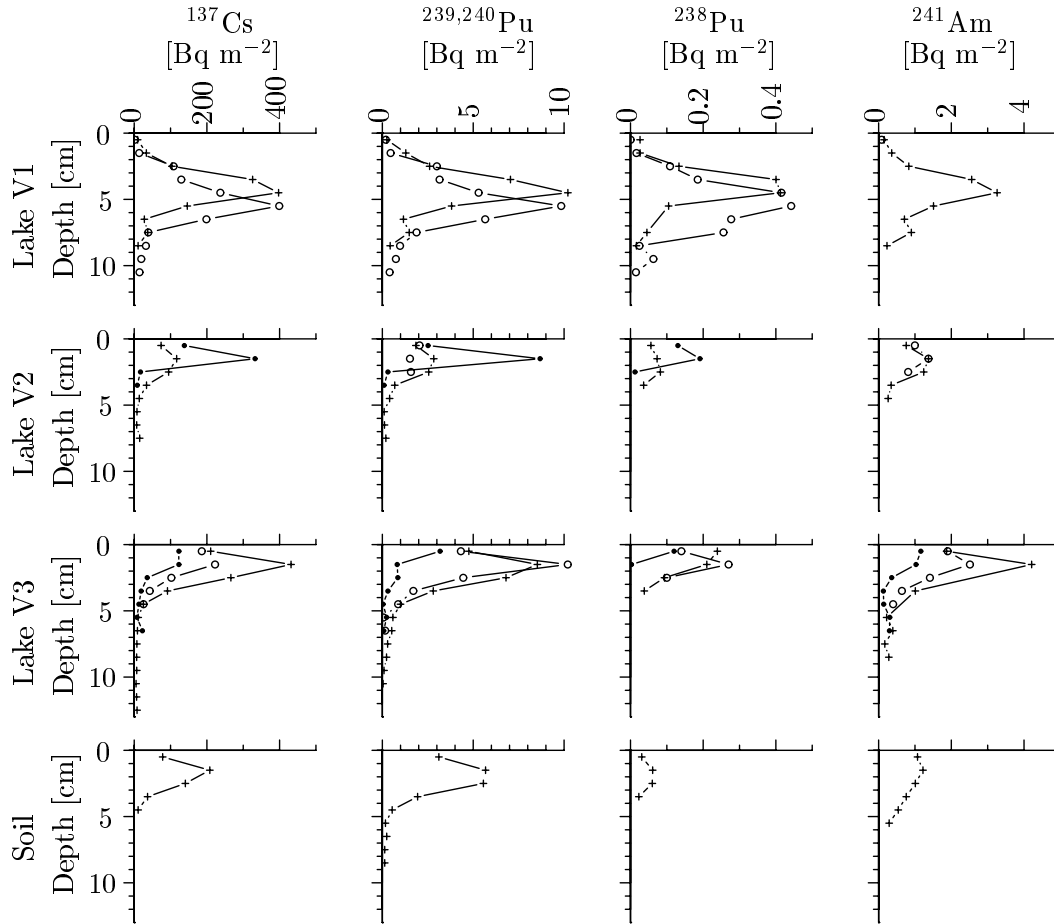 ¹³⁷Cs ²³⁹,²⁴⁰Pu ²³⁸Pu ²⁴¹Am
[Bq m⁻²] [Bq m⁻²] [Bq m⁻²] [Bq m⁻²]
0 200 400 0 5 10 0 0.2 0.4 0 2 4
Lake V1
Depth [cm]
0
5
10
Lake V2
Depth [cm]
0
5
10
Lake V3
Depth [cm]
0
5
10
Soil
Depth [cm]
0
5
10